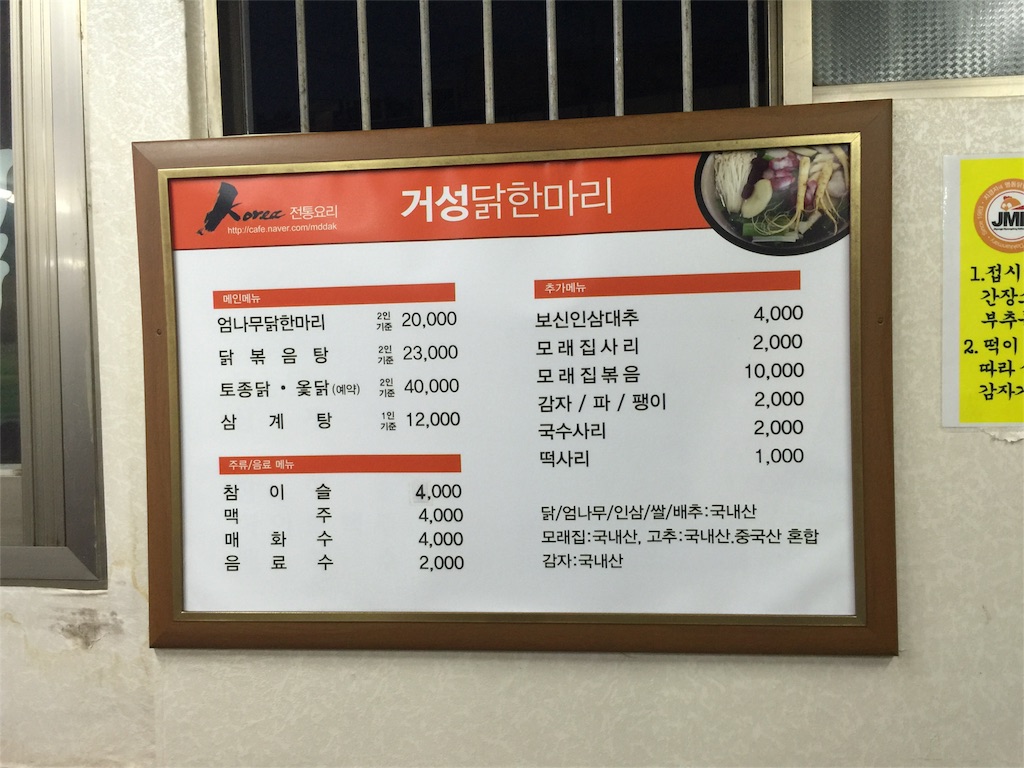 Korea 전통요리
http://cafe.naver.com/mddak
거성닭한마리
메인메뉴
엄나무닭한마리 2인 기준 20,000
닭볶음탕 2인 기준 23,000
토종닭·옻닭(예약) 2인 기준 40,000
삼계탕 1인 기준 12,000
주류/음료 메뉴
참이슬 4,000
맥주 4,000
매화수 4,000
음료수 2,000
추가메뉴
보신인삼대추 4,000
모래집사리 2,000
모래집볶음 10,000
감자/파/팽이 2,000
국수사리 2,000
떡사리 1,000
닭/엄나무/인삼/쌀/배추:국내산
모래집:국내산, 고추:국내산.중국산 혼합
감자:국내산
1.접시
간장
부추
2. 떡이
따라
감자